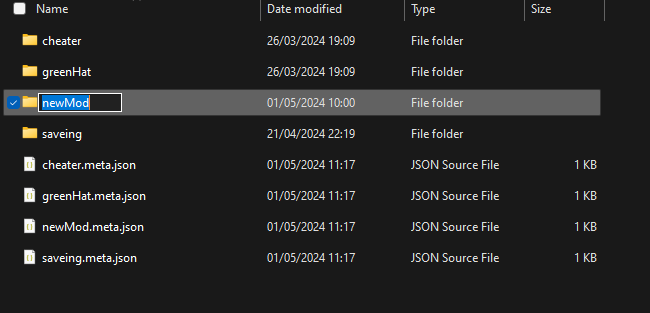 Name Date modified Type Size
cheater 26/03/2024 19:09 File folder
greenHat 26/03/2024 19:09 File folder
newMod 01/05/2024 10:00 File folder
saveing 21/04/2024 22:19 File folder
cheater.meta.json 01/05/2024 11:17 JSON Source File 1 KB
greenHat.meta.json 01/05/2024 11:17 JSON Source File 1 KB
newMod.meta.json 01/05/2024 11:17 JSON Source File 1 KB
saveing.meta.json 01/05/2024 11:17 JSON Source File 1 KB